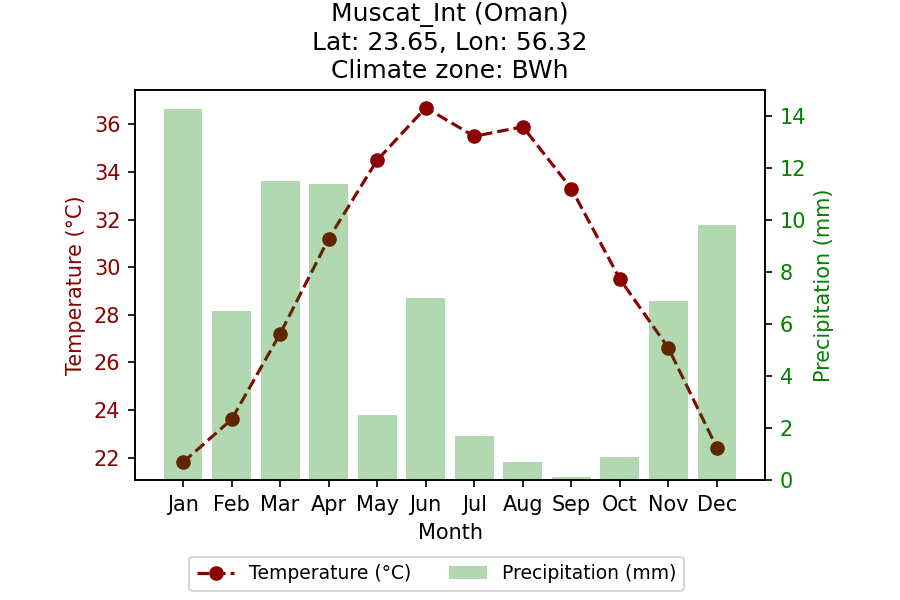 Muscat_Int (Oman)
Lat: 23.65, Lon: 56.32
Climate zone: BWh
Temperature (°C)
36
34
32
30
28
26
24
22
14
12
10
8
6
4
2
0
Precipitation (mm)
Jan Feb Mar Apr May Jun Jul Aug Sep Oct Nov Dec
Month
Temperature (°C) Precipitation (mm)